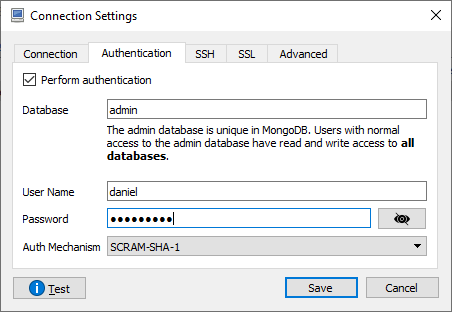 Connection Settings
Connection Authentication SSH SSL Advanced
Perform authentication
Database admin
The admin database is unique in MongoDB. Users with normal
access to the admin database have read and write access to all
databases.
User Name daniel
Password ●●●●●●●●●
Auth Mechanism SCRAM-SHA-1
Test Save Cancel